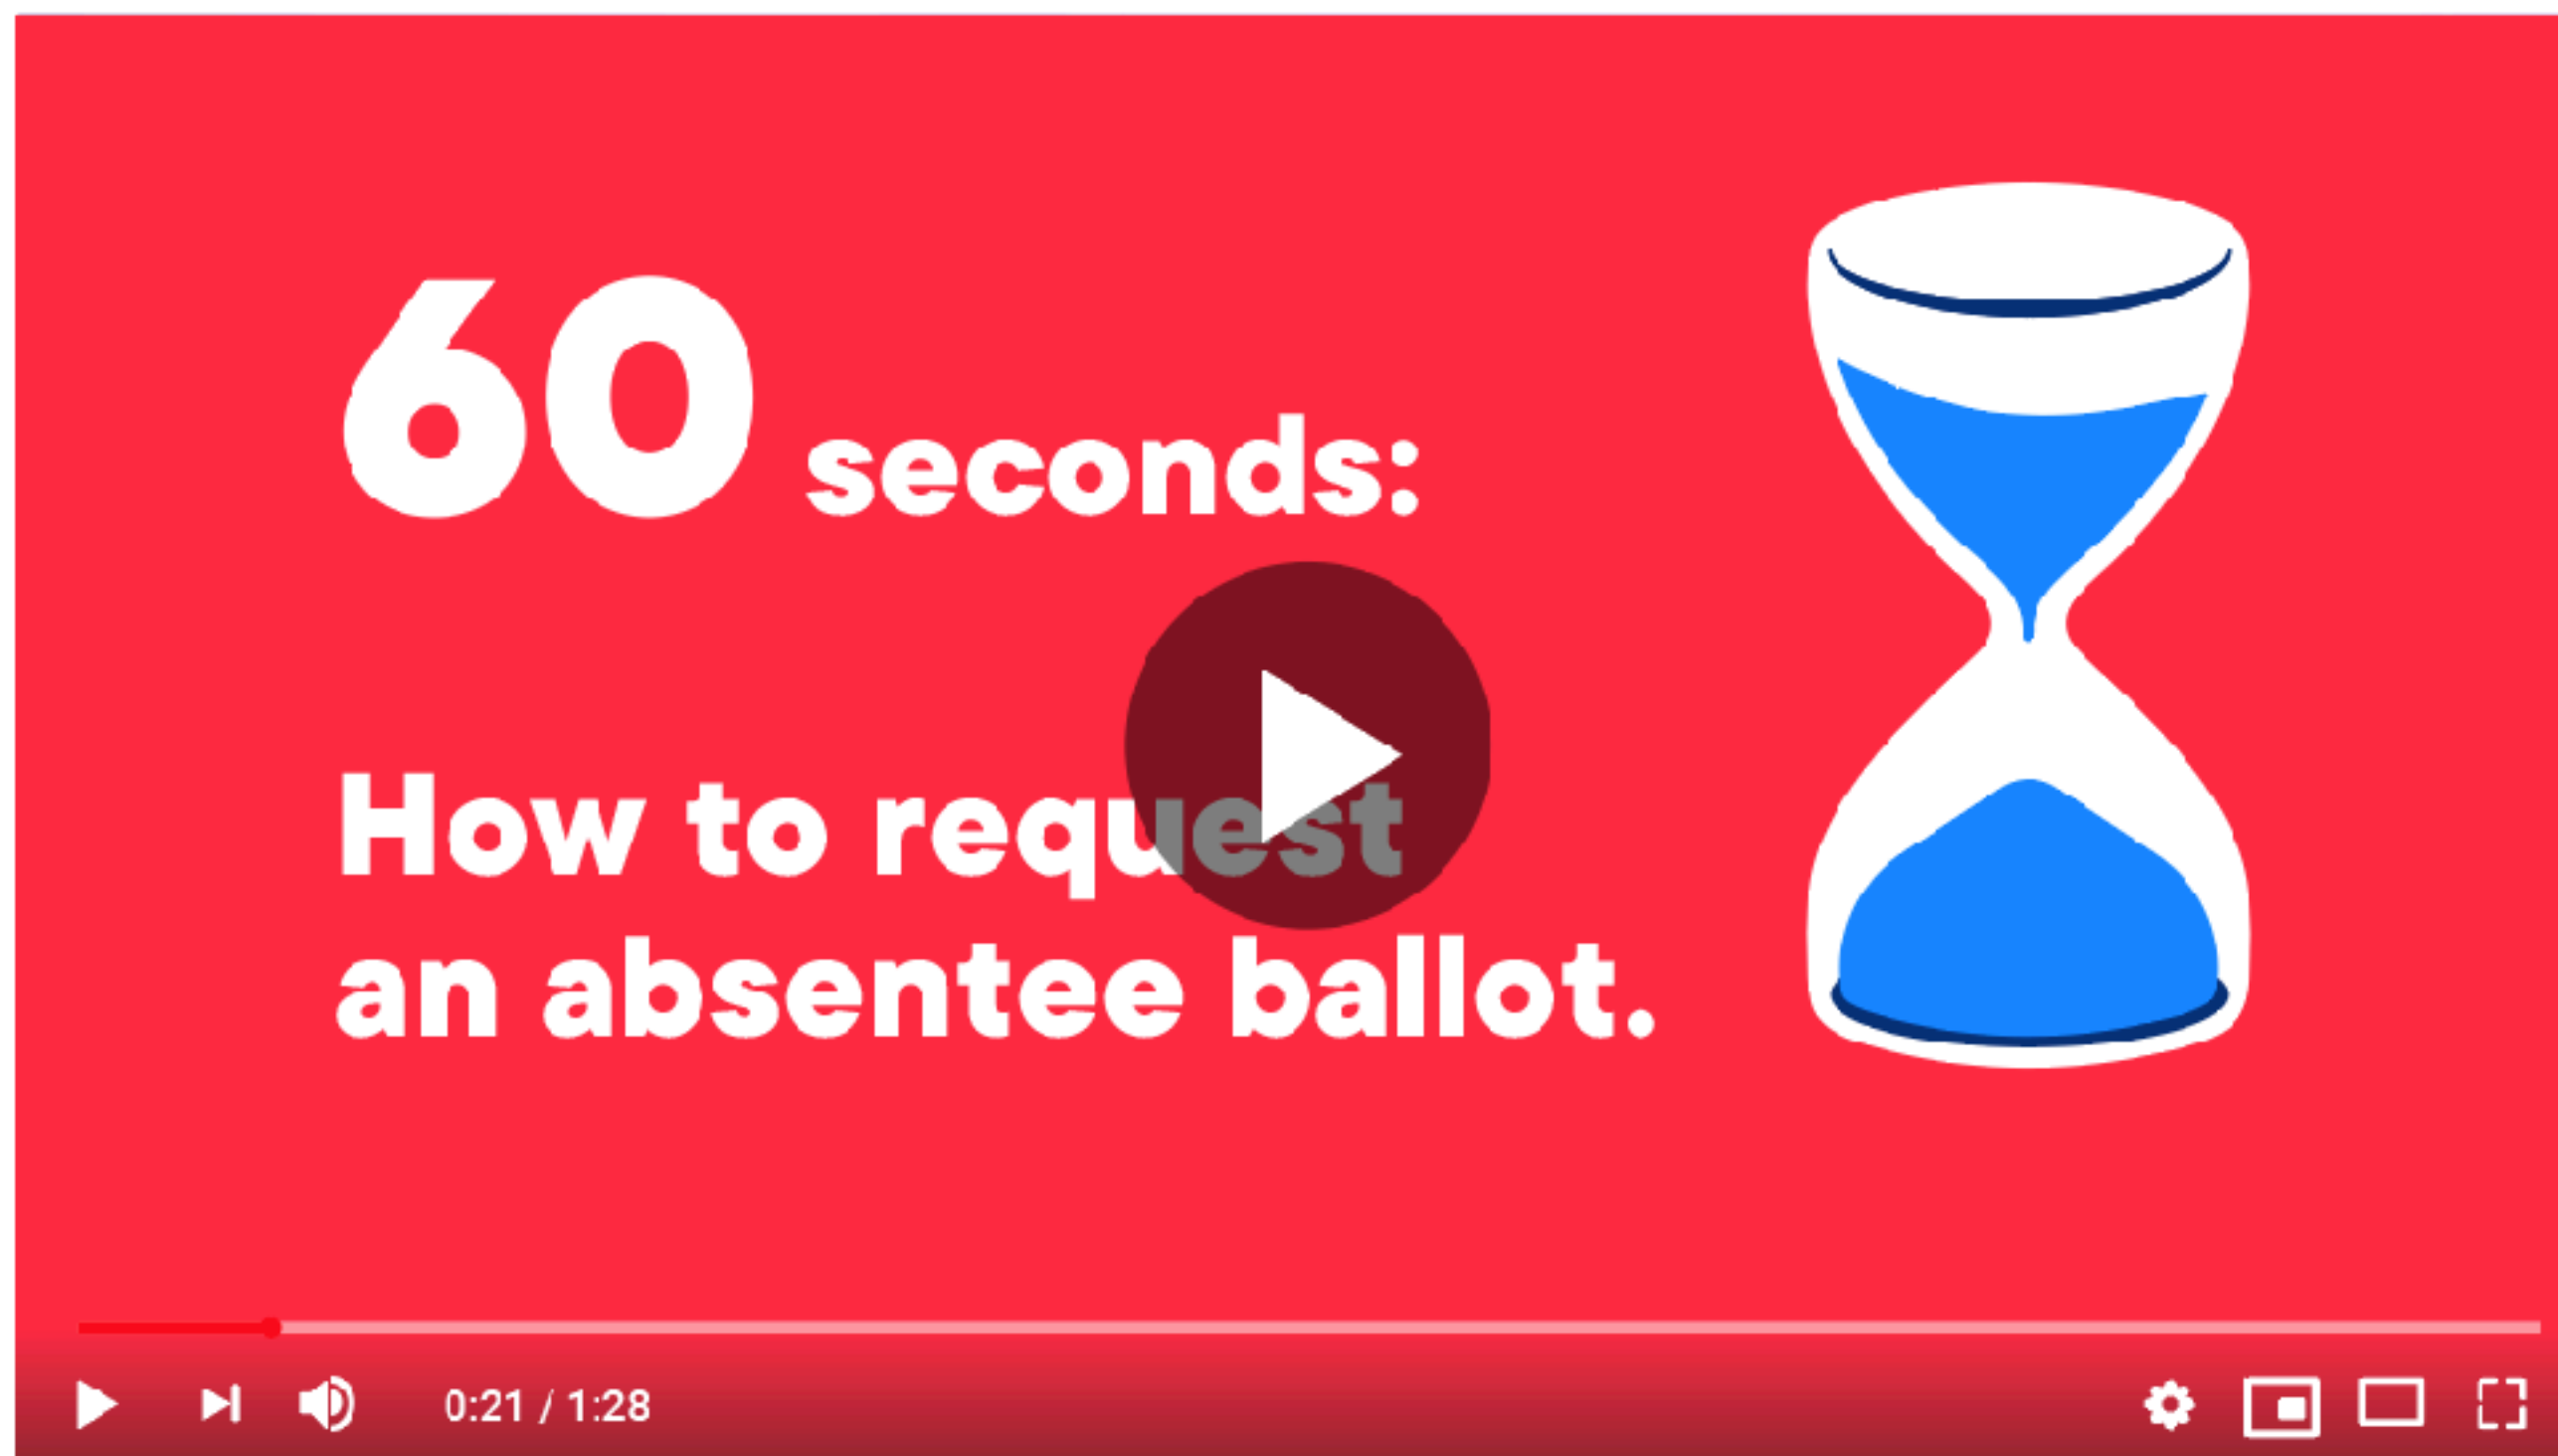 60 seconds:
How to request
an absentee ballot.
0:21 / 1:28